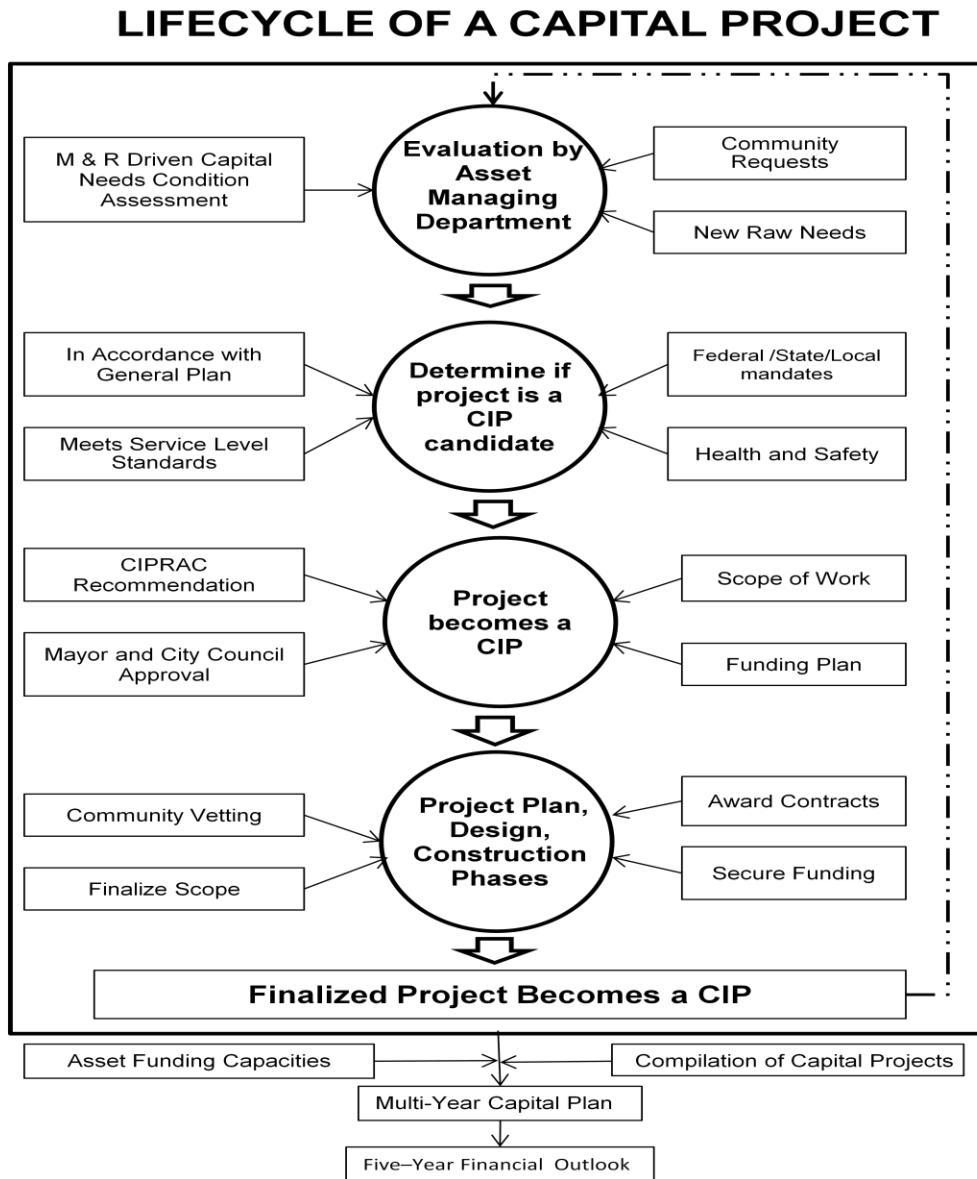 LIFECYCLE OF A CAPITAL PROJECT
M & R Driven Capital
Needs Condition
Assessment
Evaluation by
Asset
Managing
Department
Community
Requests
New Raw Needs
In Accordance with
General Plan
Meets Service Level
Standards
Determine if
project is a
CIP
candidate
Federal /State/Local
mandates
Health and Safety
CIPRAC
Recommendation
Mayor and City Council
Approval
Project
becomes a
CIP
Scope of Work
Funding Plan
Community Vetting
Finalize Scope
Project Plan,
Design,
Construction
Phases
Award Contracts
Secure Funding
Finalized Project Becomes a CIP
Asset Funding Capacities
Compilation of Capital Projects
Multi-Year Capital Plan
Five–Year Financial Outlook